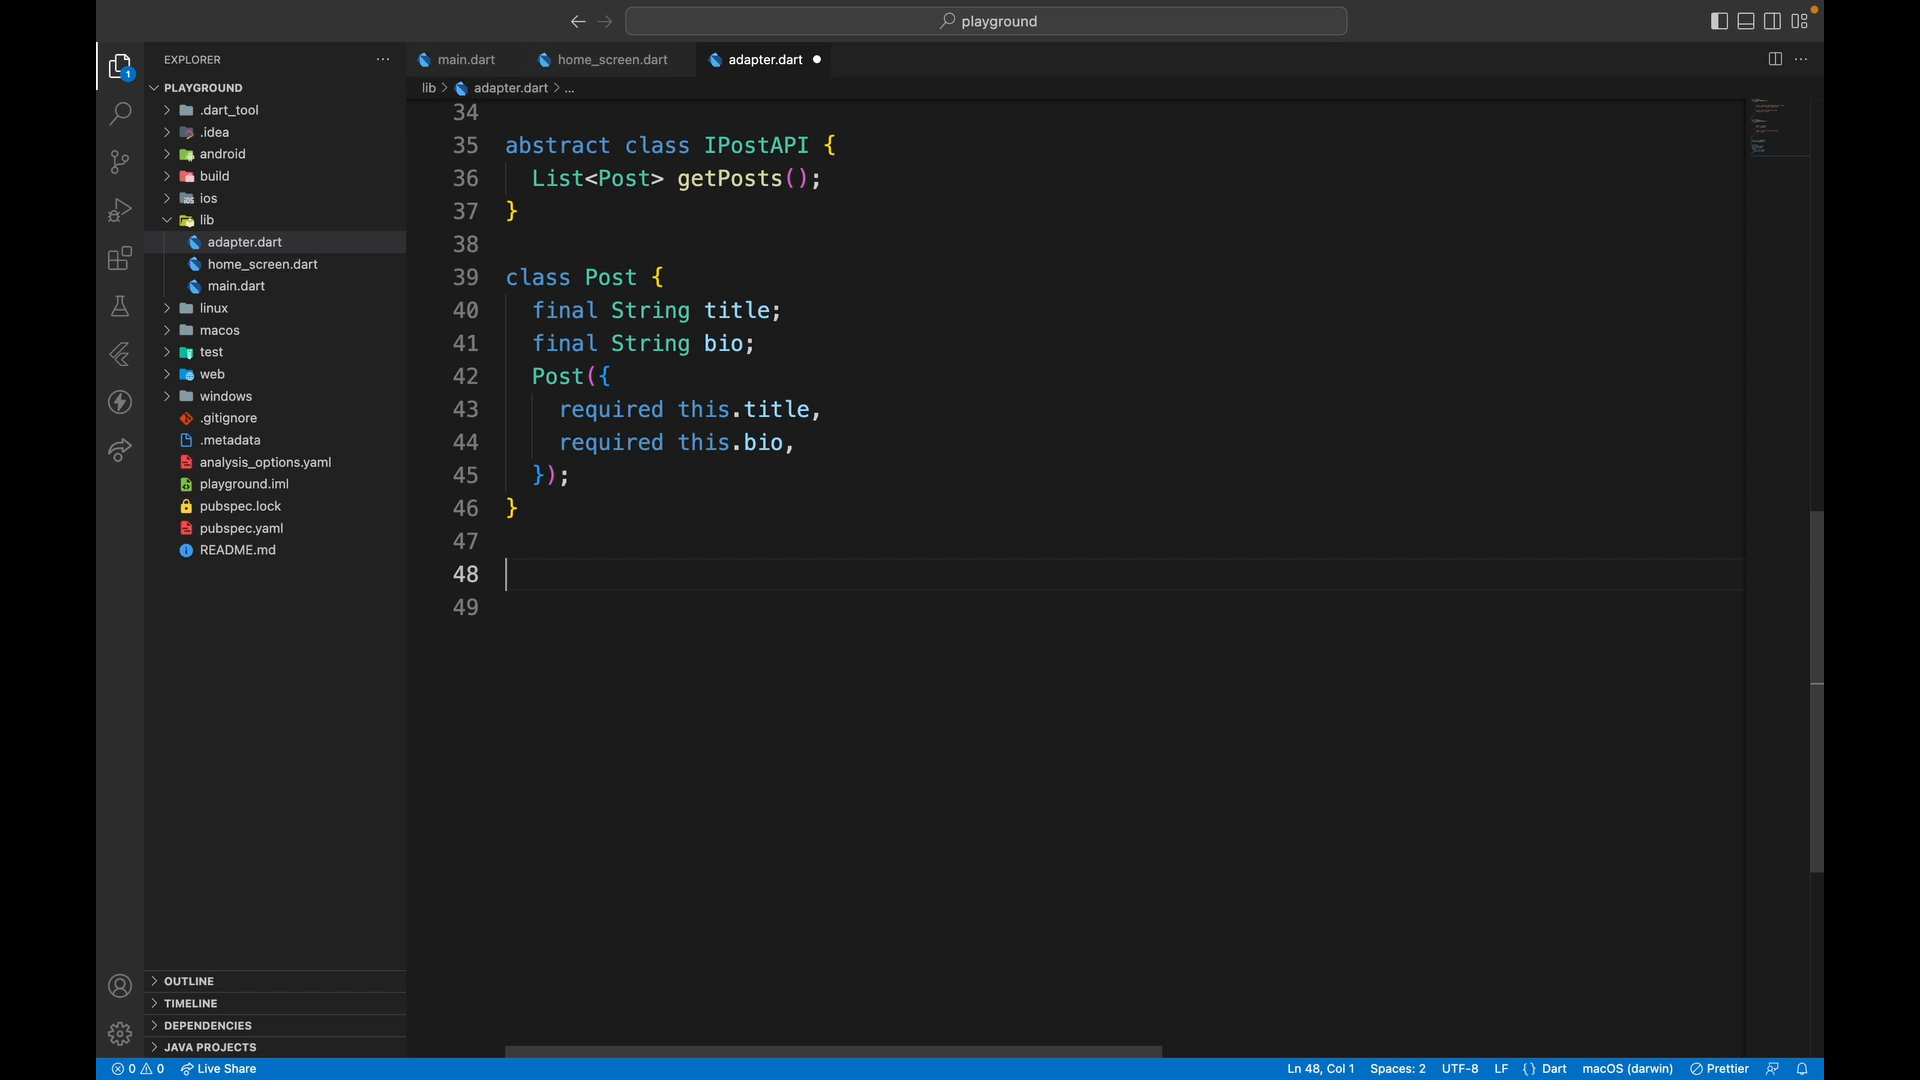 playground
EXPLORER
main.dart
home_screen.dart
adapter.dart
PLAYGROUND
lib > adapter.dart > ...
.dart_tool
.idea
android
build
ios
lib
adapter.dart
home_screen.dart
main.dart
linux
macos
test
web
windows
.gitignore
.metadata
analysis_options.yaml
playground.iml
pubspec.lock
pubspec.yaml
README.md
OUTLINE
TIMELINE
DEPENDENCIES
JAVA PROJECTS
34
35 abstract class IPostAPI {
36 List<Post> getPosts();
37 }
38
39 class Post {
40 final String title;
41 final String bio;
42 Post({
43 required this.title,
44 required this.bio,
45 });
46 }
47
48
49
1
0 0 Live Share
Ln 48, Col 1 Spaces: 2 UTF-8 LF {} Dart macOS (darwin) Prettier